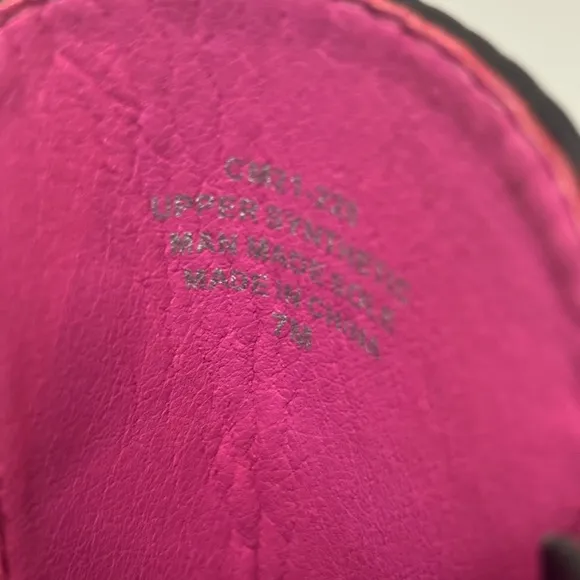 UPPER SYNTHETIC
MAN MADE SOLE
MADE IN CHINA
7M